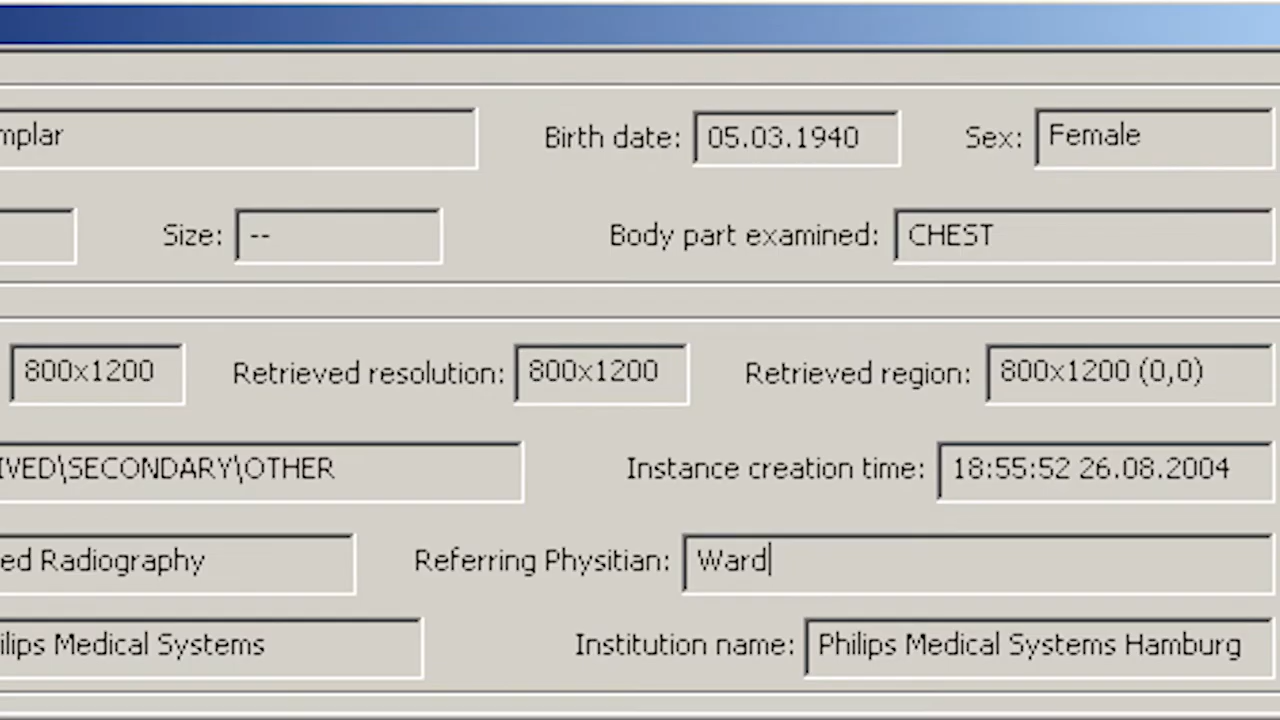 mplar Birth date: 05.03.1940 Sex: Female
Size: -- Body part examined: CHEST
800x1200 Retrieved resolution: 800x1200 Retrieved region: 800x1200 (0,0)
IVED\SECONDARY\OTHER Instance creation time: 18:55:52 26.08.2004
ed Radiography Referring Physitian: Ward
ilips Medical Systems Institution name: Philips Medical Systems Hamburg